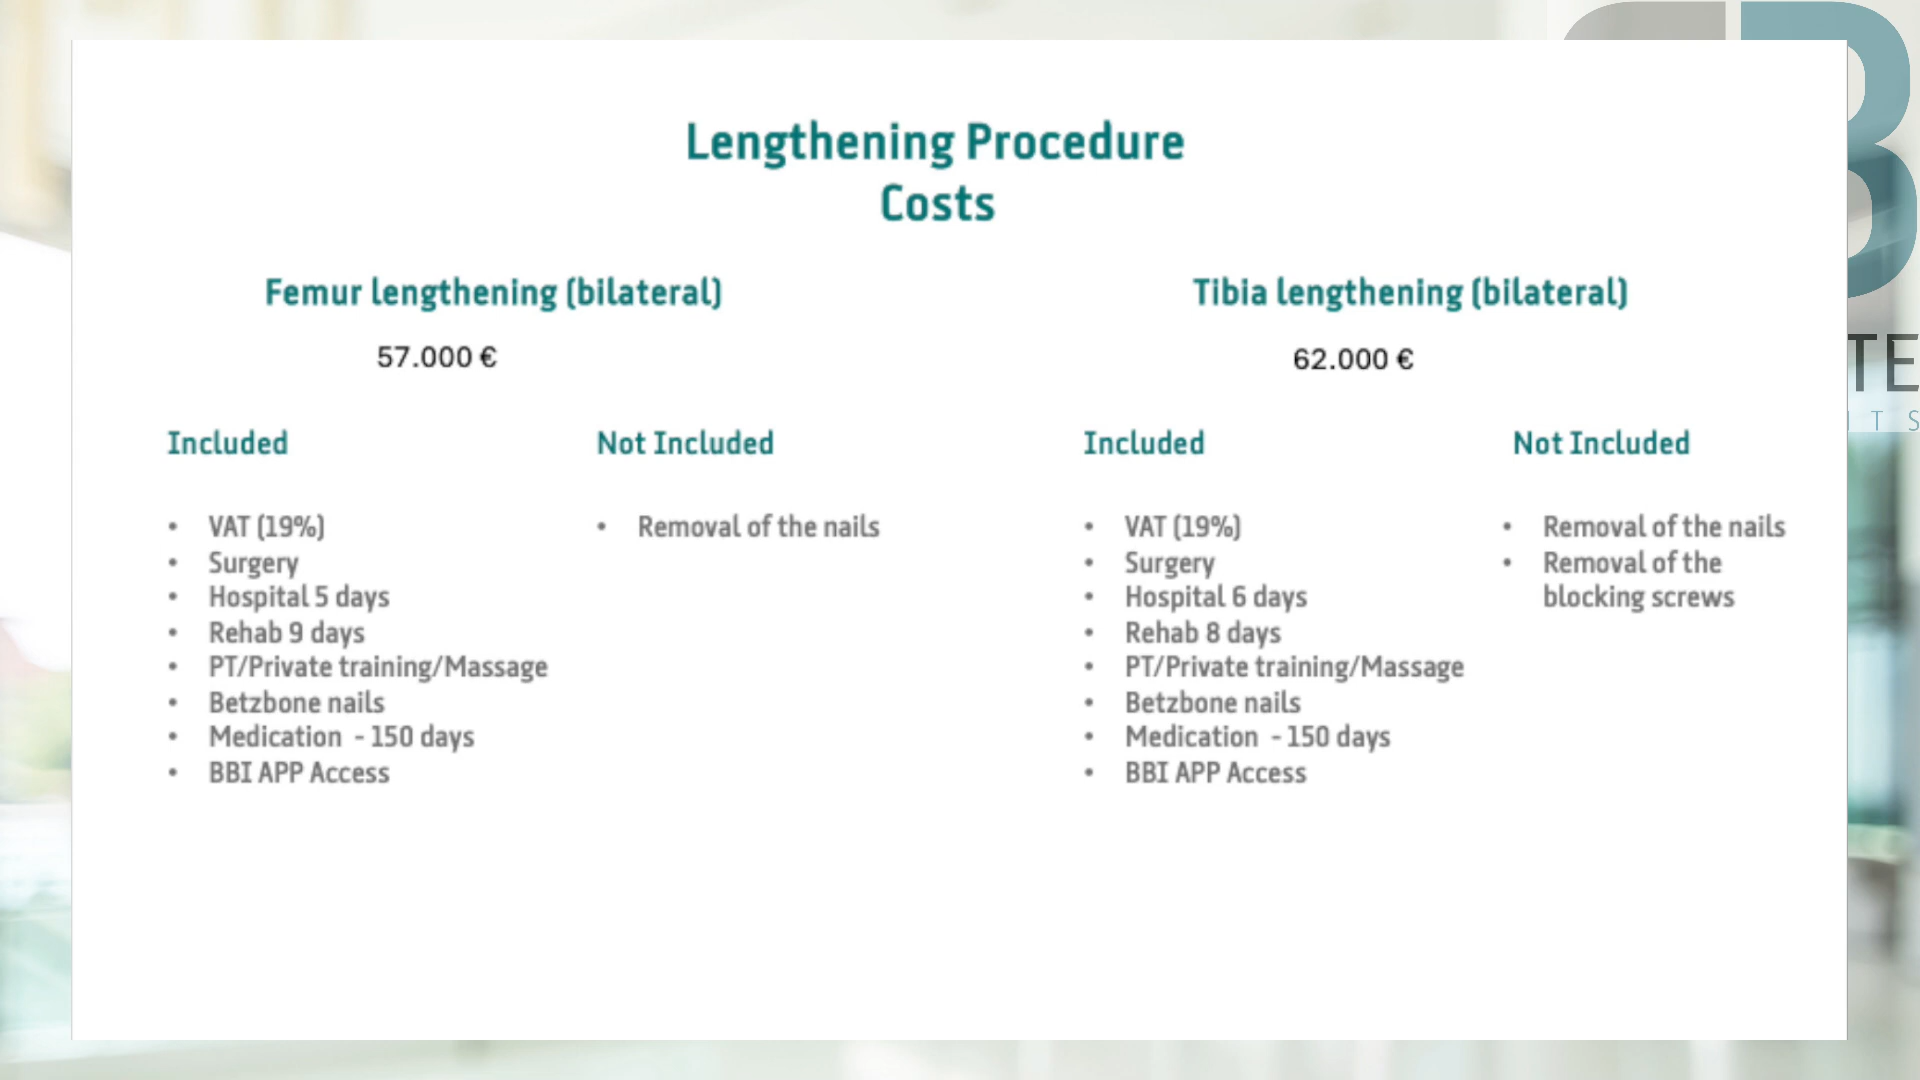 Lengthening Procedure
Costs
Femur lengthening (bilateral)
57.000 €
Included
• VAT (19%)
• Surgery
• Hospital 5 days
• Rehab 9 days
• PT/Private training/Massage
• Betzbone nails
• Medication - 150 days
• BBI APP Access
Not Included
• Removal of the nails
Tibia lengthening (bilateral)
62.000 €
Included
• VAT (19%)
• Surgery
• Hospital 6 days
• Rehab 8 days
• PT/Private training/Massage
• Betzbone nails
• Medication - 150 days
• BBI APP Access
Not Included
• Removal of the nails
• Removal of the
blocking screws
B
TE
ITS